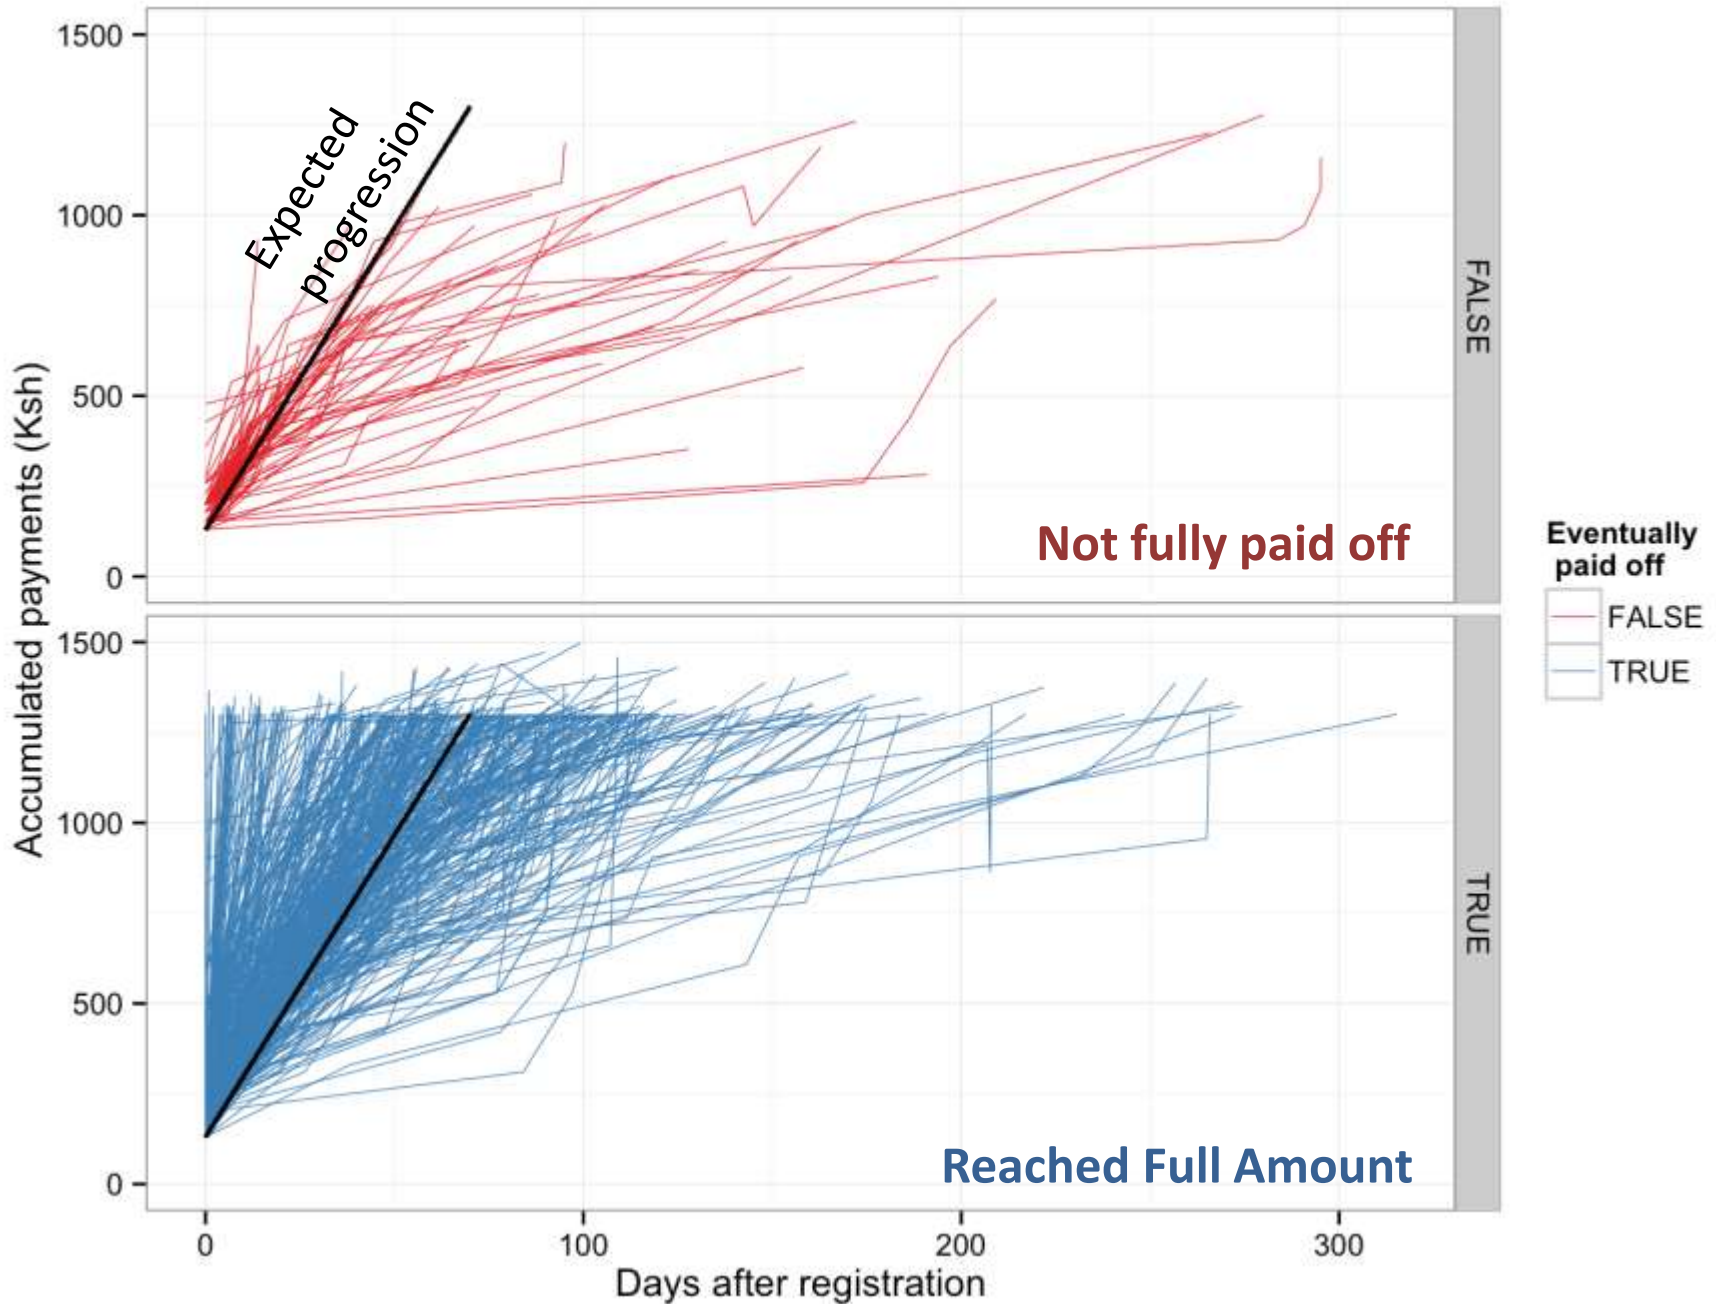 1500
1000
500
0
Expected
progression
Not fully paid off
FALSE
Accumulated payments (Ksh)
1500
1000
500
0
Reached Full Amount
TRUE
0
100
200
300
Days after registration
Eventually
paid off
FALSE
TRUE